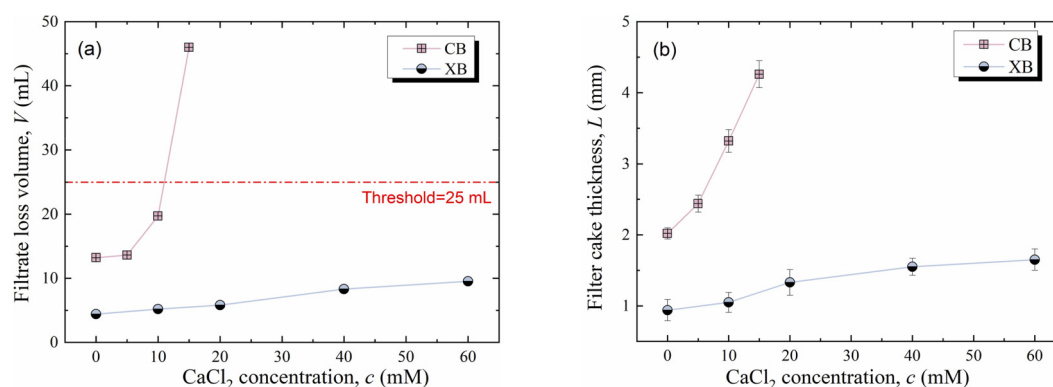 (a)
CB
XB
Threshold=25 mL
Filtrate loss volume, V (mL)
50
40
30
20
10
0
0 10 20 30 40 50 60
CaCl₂ concentration, c (mM)
(b)
CB
XB
Filter cake thickness, L (mm)
5
4
3
2
1
0 10 20 30 40 50 60
CaCl₂ concentration, c (mM)